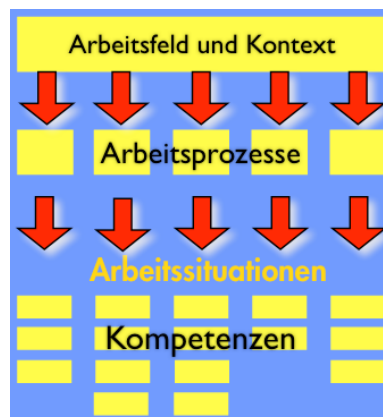 Arbeitsfeld und Kontext
Arbeitsprozesse
Arbeitssituationen
Kompetenzen